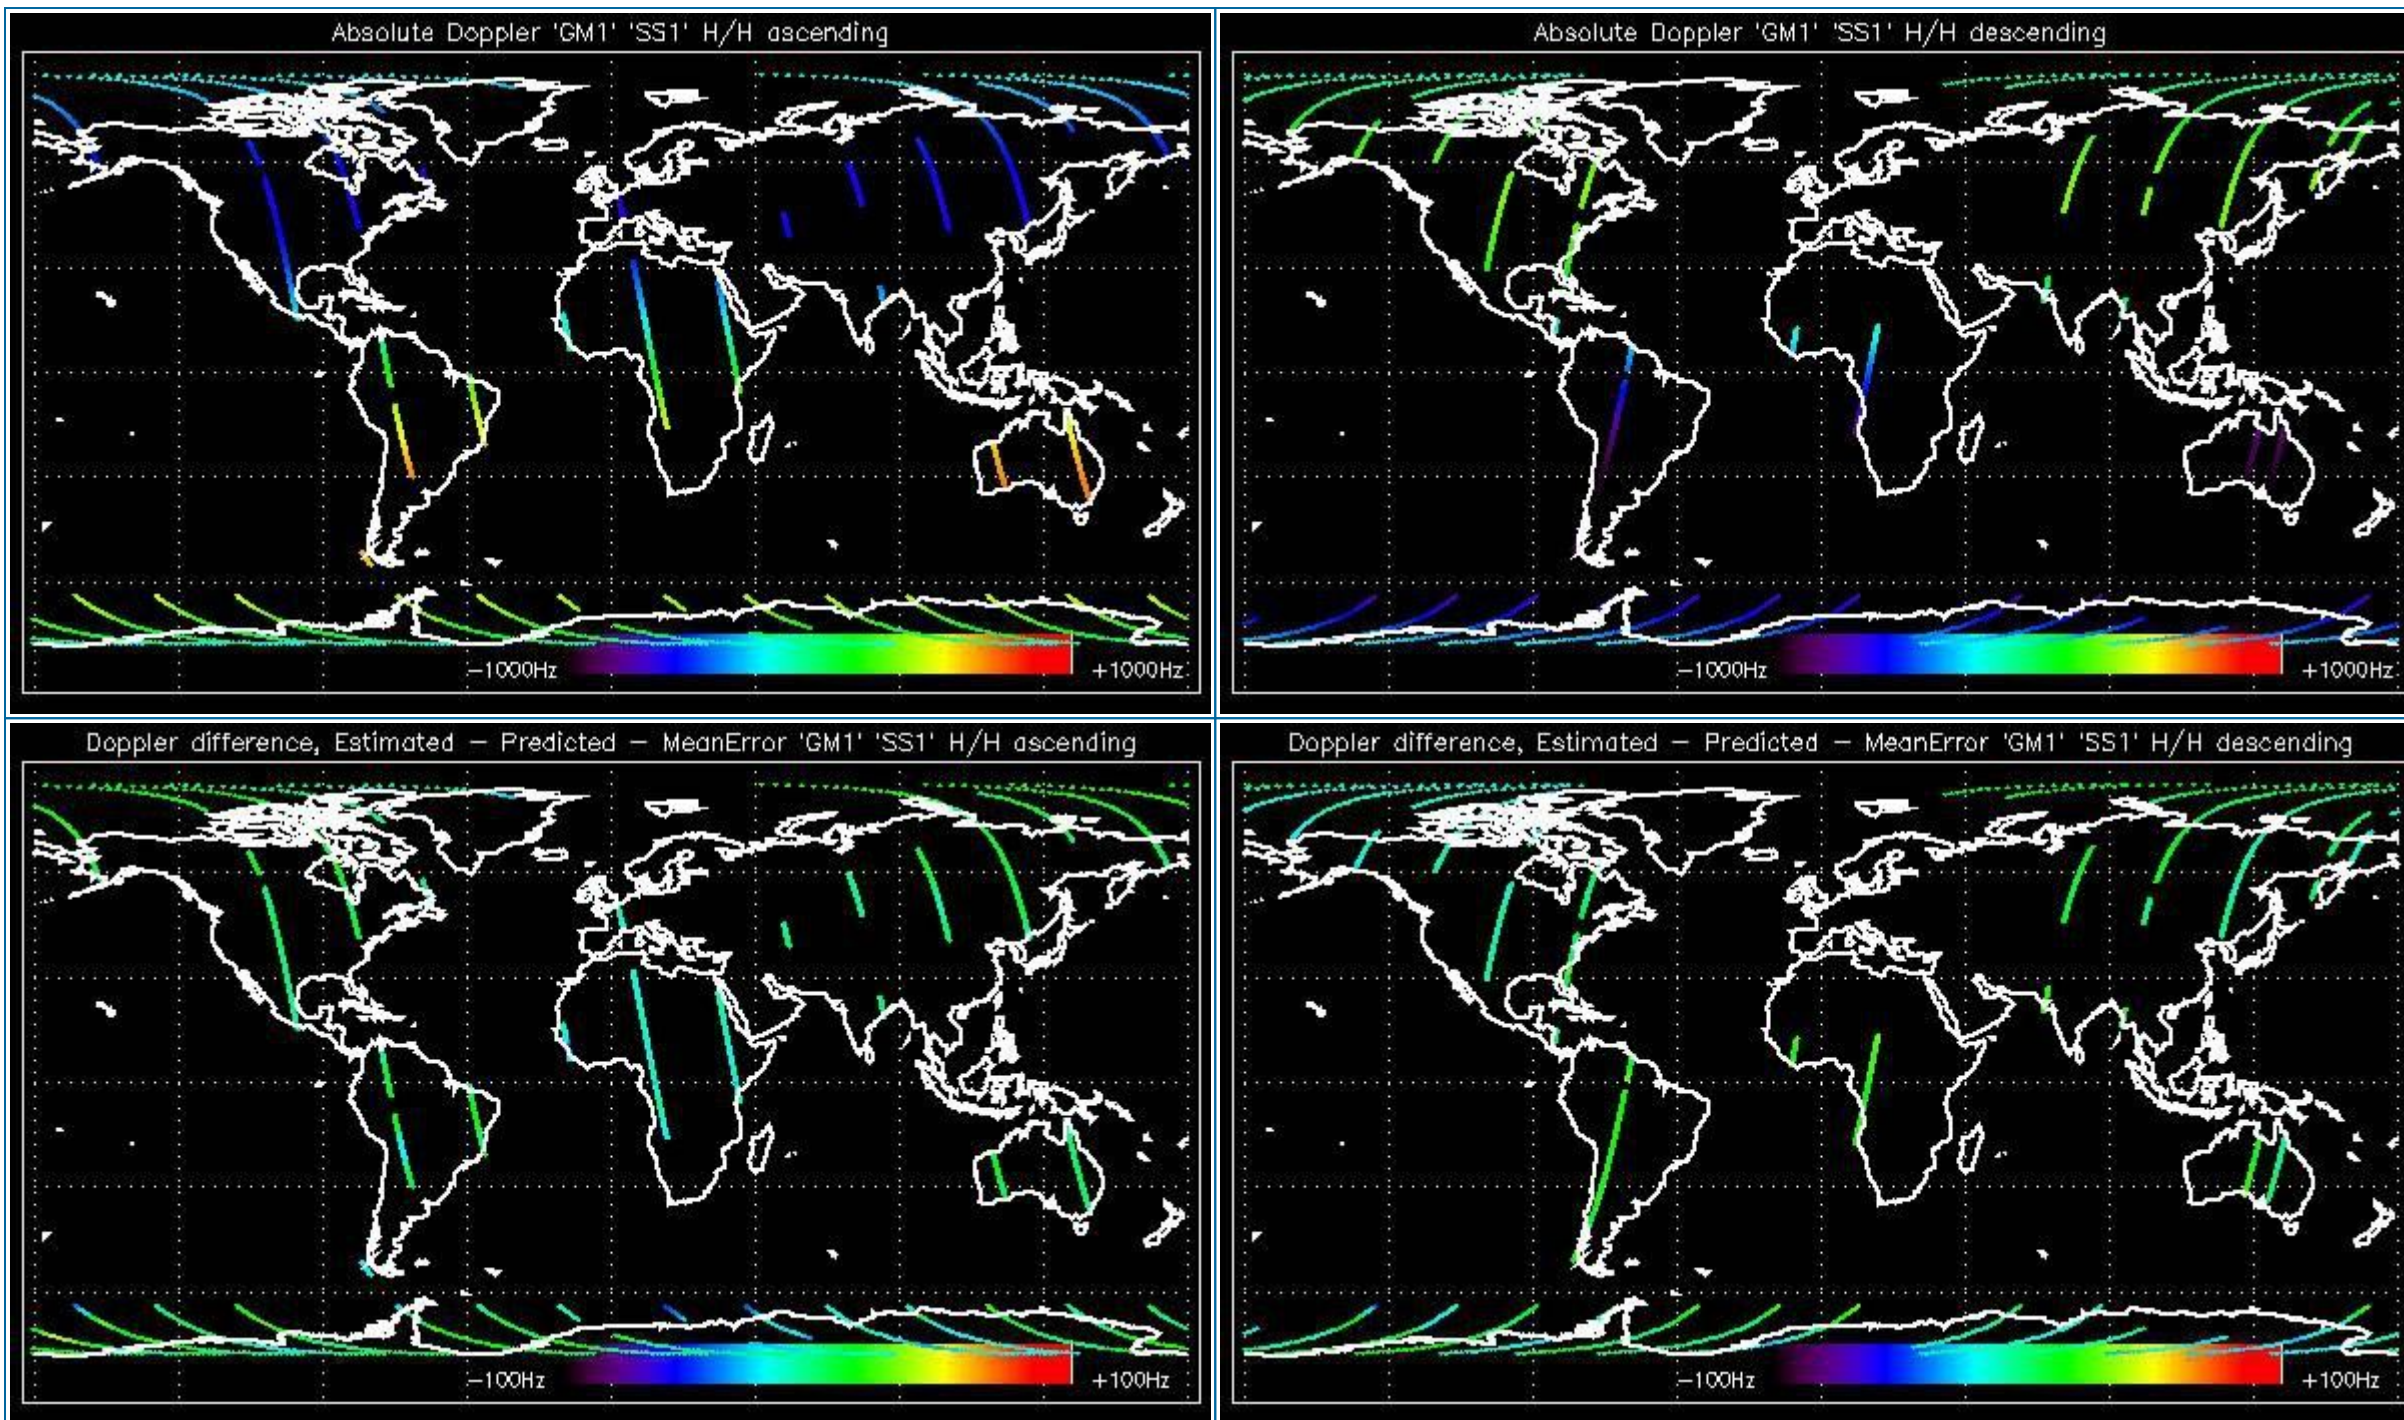 Absolute Doppler 'GM1' 'SS1' H/H ascending
-1000Hz
+1000Hz
Absolute Doppler 'GM1' 'SS1' H/H descending
-1000Hz
+1000Hz
Doppler difference, Estimated - Predicted - MeanError 'GM1' 'SS1' H/H ascending
-100Hz
+100Hz
Doppler difference, Estimated - Predicted - MeanError 'GM1' 'SS1' H/H descending
-100Hz
+100Hz